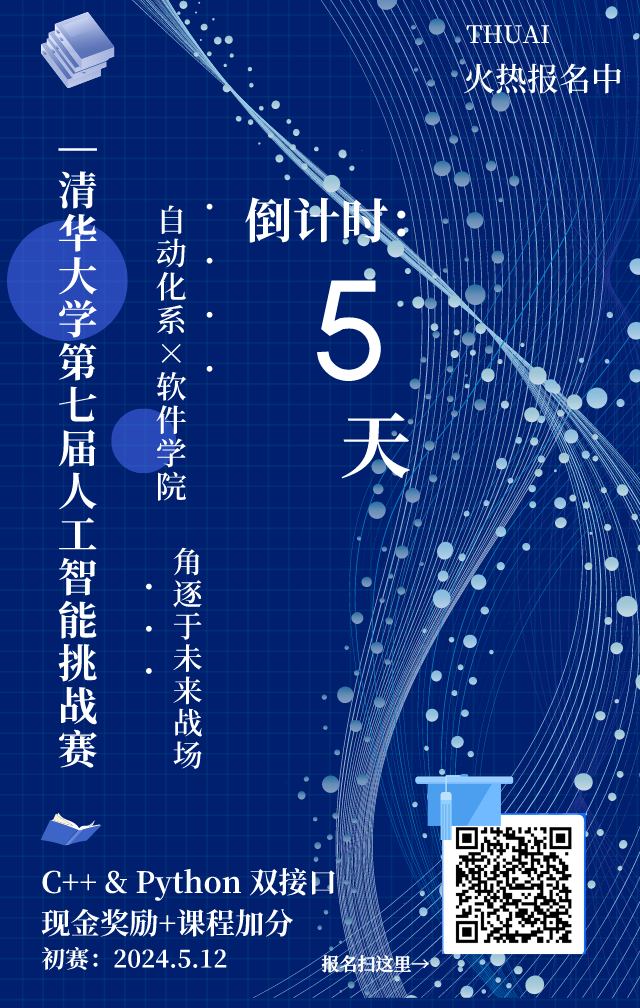 THUAI
火热报名中
一清华大学第七届人工智能挑战赛
自动化系×软件学院
角逐于未来战场
倒计时：
5
天
C++ & Python 双接口
现金奖励+课程加分
初赛：2024.5.12
报名扫这里→